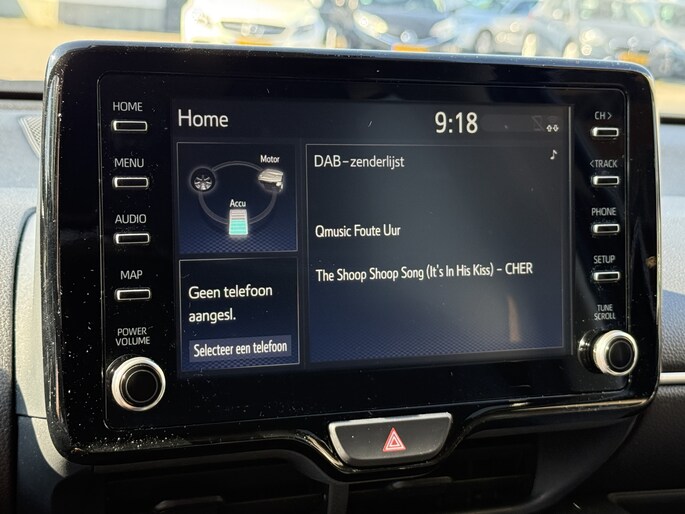 HOME
MENU
AUDIO
MAP
POWER
VOLUME
Home
9:18
Motor
Accu
Geen telefoon
aangesl.
Selecteer een telefoon
DAB-zenderlijst
Qmusic Foute Uur
The Shoop Shoop Song (It's In His Kiss) - CHER
CH >
< TRACK
PHONE
SETUP
TUNE
SCROLL